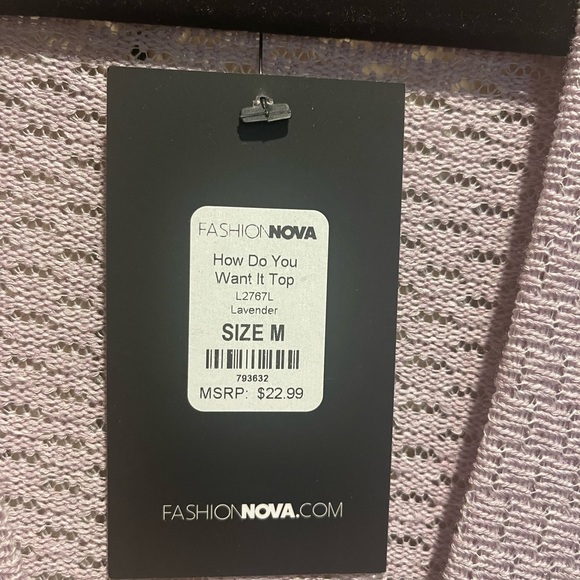 FASHIONNOVA
How Do You
Want It Top
L2767L
Lavender
SIZE M
793632
MSRP: $22.99
FASHIONNOVA.COM